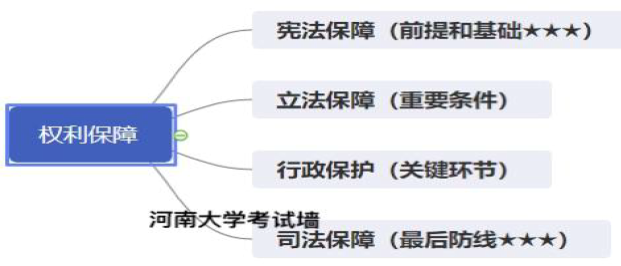 宪法保障（前提和基础★★★）
立法保障（重要条件）
权利保障
行政保护（关键环节）
河南大学考试墙
司法保障（最后防线★★★）